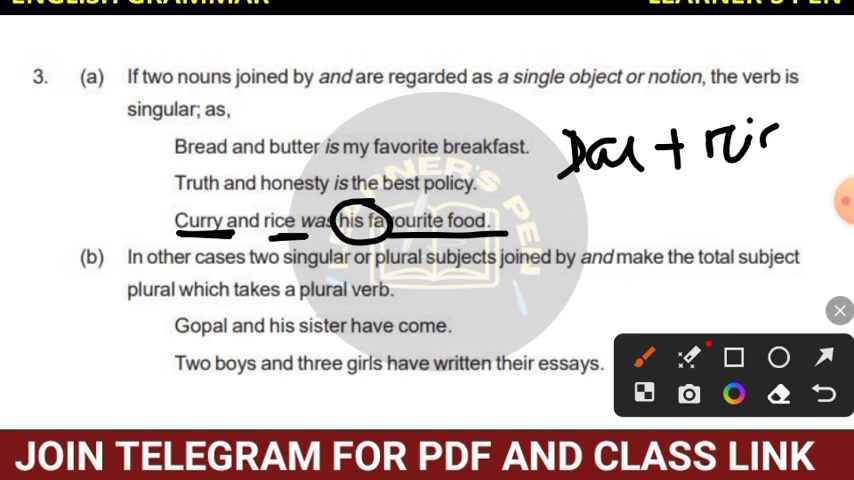 ENGLISH GRAMMAR LEARNER'S PEN
3. (a) If two nouns joined by and are regarded as a single object or notion, the verb is
singular; as,
Bread and butter is my favorite breakfast.
Dal + ric
Truth and honesty is the best policy.
Curry and rice was his favourite food.
(b) In other cases two singular or plural subjects joined by and make the total subject
plural which takes a plural verb.
Gopal and his sister have come.
Two boys and three girls have written their essays.
JOIN TELEGRAM FOR PDF AND CLASS LINK